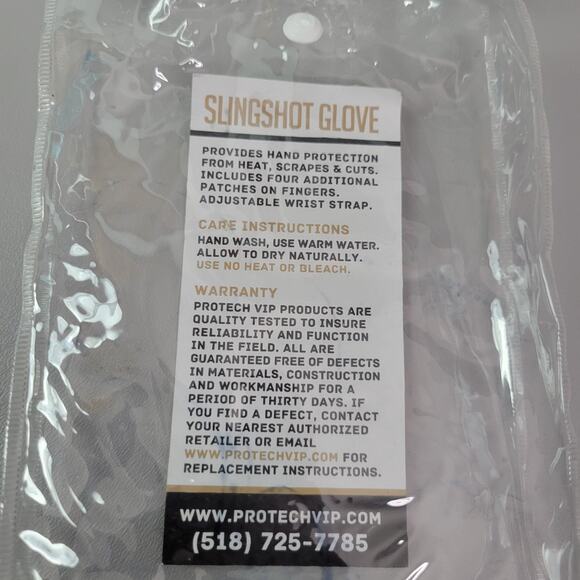 SLINGSHOT GLOVE
PROVIDES HAND PROTECTION
FROM HEAT, SCRAPES & CUTS.
INCLUDES FOUR ADDITIONAL
PATCHES ON FINGERS.
ADJUSTABLE WRIST STRAP.
CARE INSTRUCTIONS
HAND WASH, USE WARM WATER.
ALLOW TO DRY NATURALLY.
USE NO HEAT OR BLEACH.
WARRANTY
PROTECH VIP PRODUCTS ARE
QUALITY TESTED TO INSURE
RELIABILITY AND FUNCTION
IN THE FIELD. ALL ARE
GUARANTEED FREE OF DEFECTS
IN MATERIALS, CONSTRUCTION
AND WORKMANSHIP FOR A
PERIOD OF THIRTY DAYS. IF
YOU FIND A DEFECT, CONTACT
YOUR NEAREST AUTHORIZED
RETAILER OR EMAIL
WWW.PROTECHVIP.COM FOR
REPLACEMENT INSTRUCTIONS.
WWW.PROTECHVIP.COM
(518) 725-7785